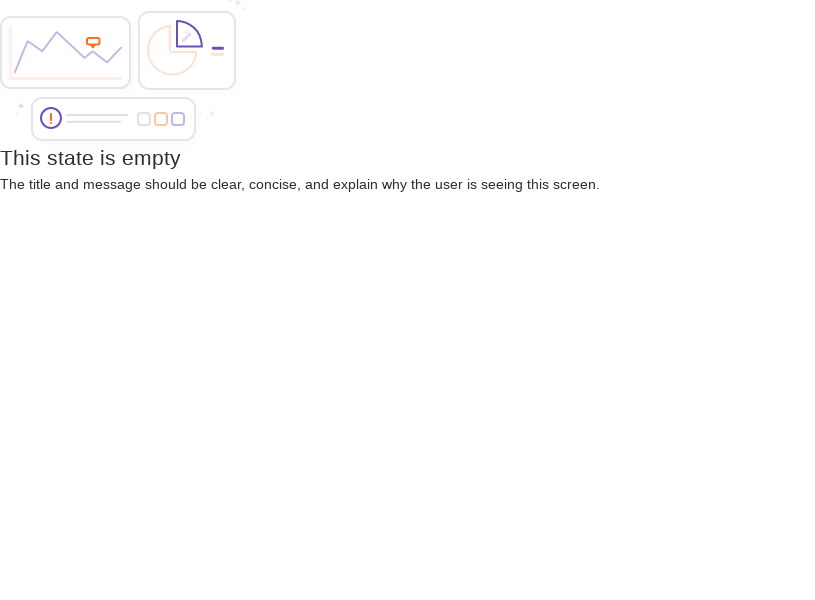 This state is empty
The title and message should be clear, concise, and explain why the user is seeing this screen.